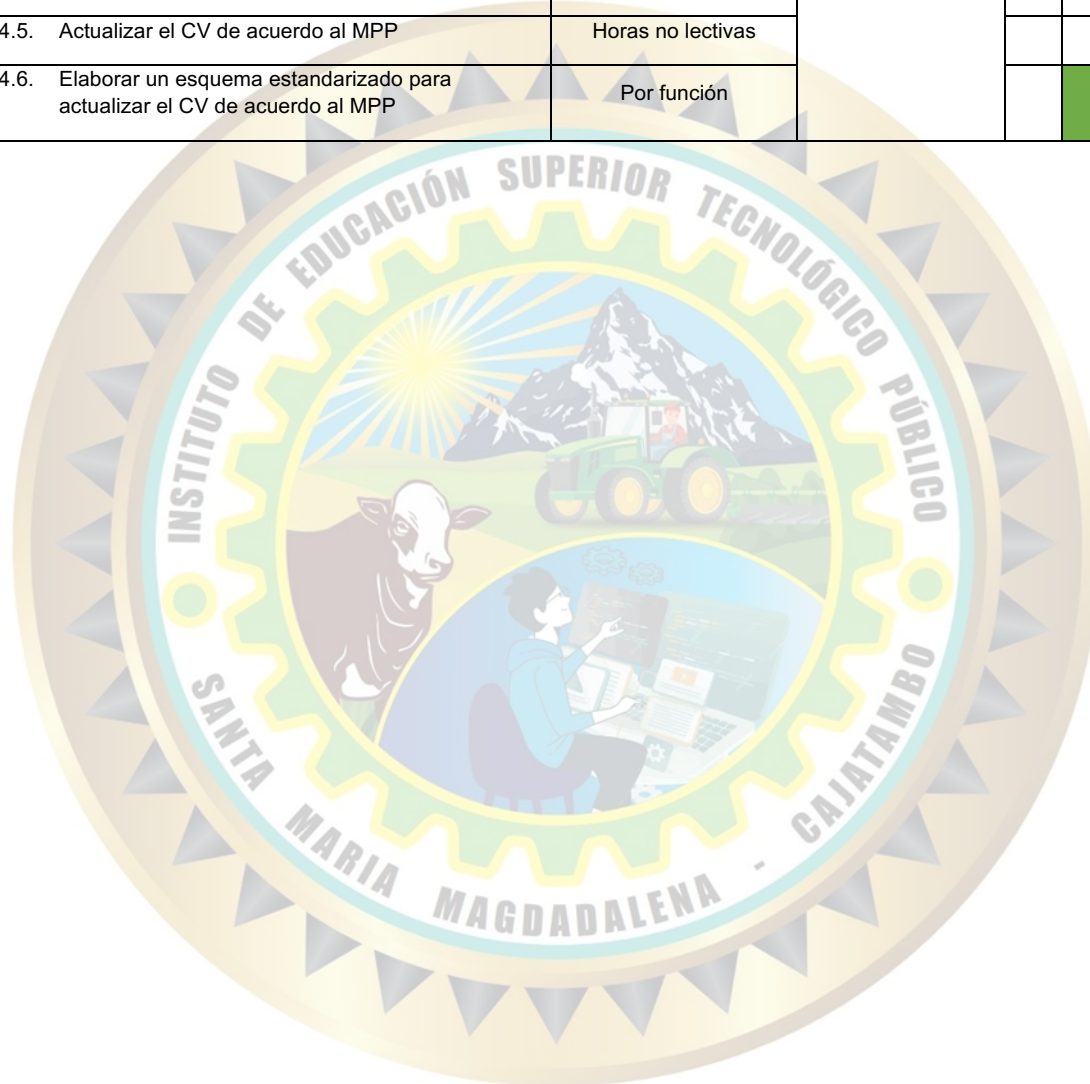 4.5. Actualizar el CV de acuerdo al MPP Horas no lectivas
4.6. Elaborar un esquema estandarizado para
actualizar el CV de acuerdo al MPP
Por función
INSTITUTO DE EDUCACIÓN SUPERIOR TECNOLÓGICO PÚBLICO
SANTA MARIA MAGDADALENA - CAJATAMBO